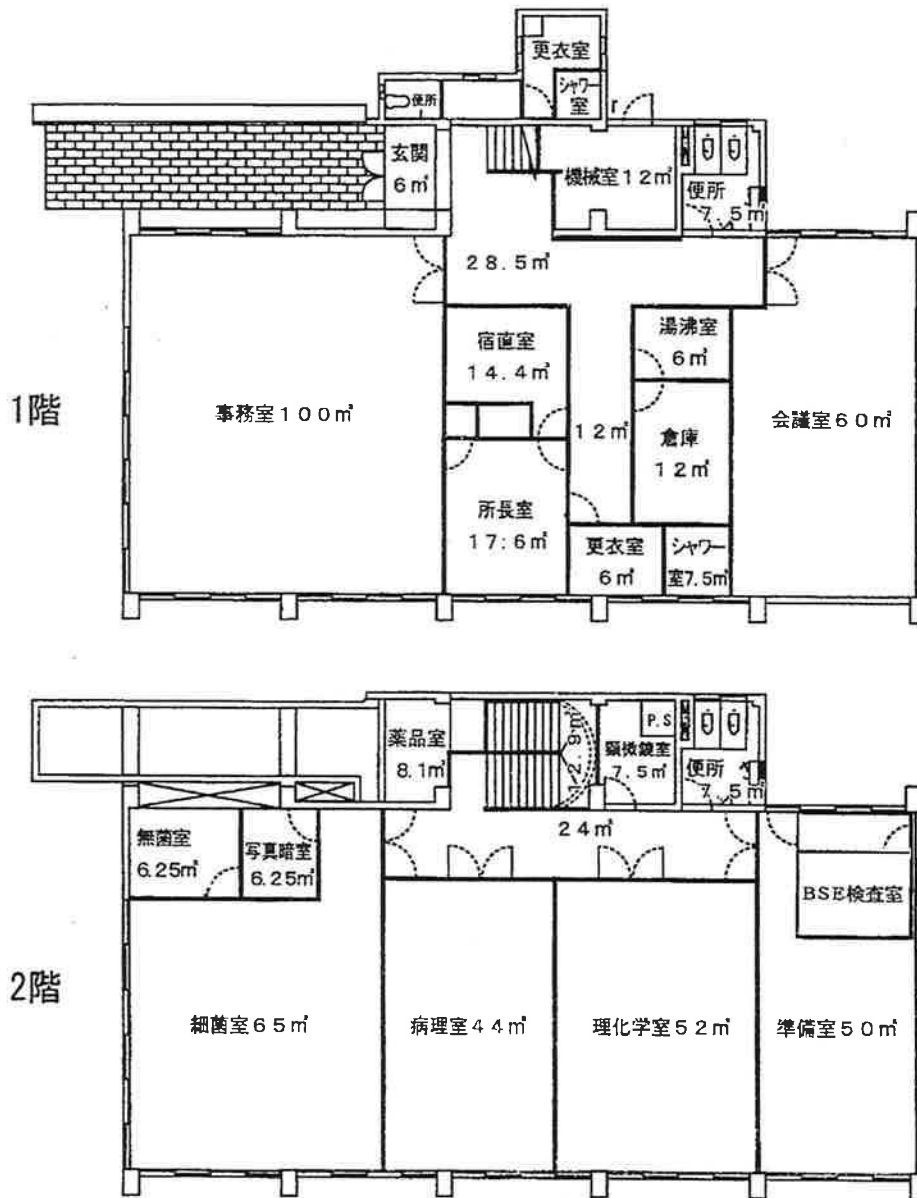 更衣室
シャワー
室
便所
玄関
6㎡
機械室12㎡
便所
7.5㎡
28.5㎡
宿直室
14.4㎡
湯沸室
6㎡
1階
事務室100㎡
12㎡
倉庫
12㎡
会議室60㎡
所長室
17.6㎡
更衣室
6㎡
シャワー
室7.5㎡
薬品室
8.1㎡
12.6㎡
P.S
顕微鏡室
7.5㎡
便所
7.5㎡
24㎡
無菌室
6.25㎡
写真暗室
6.25㎡
BSE検査室
2階
細菌室65㎡
病理室44㎡
理化学室52㎡
準備室50㎡